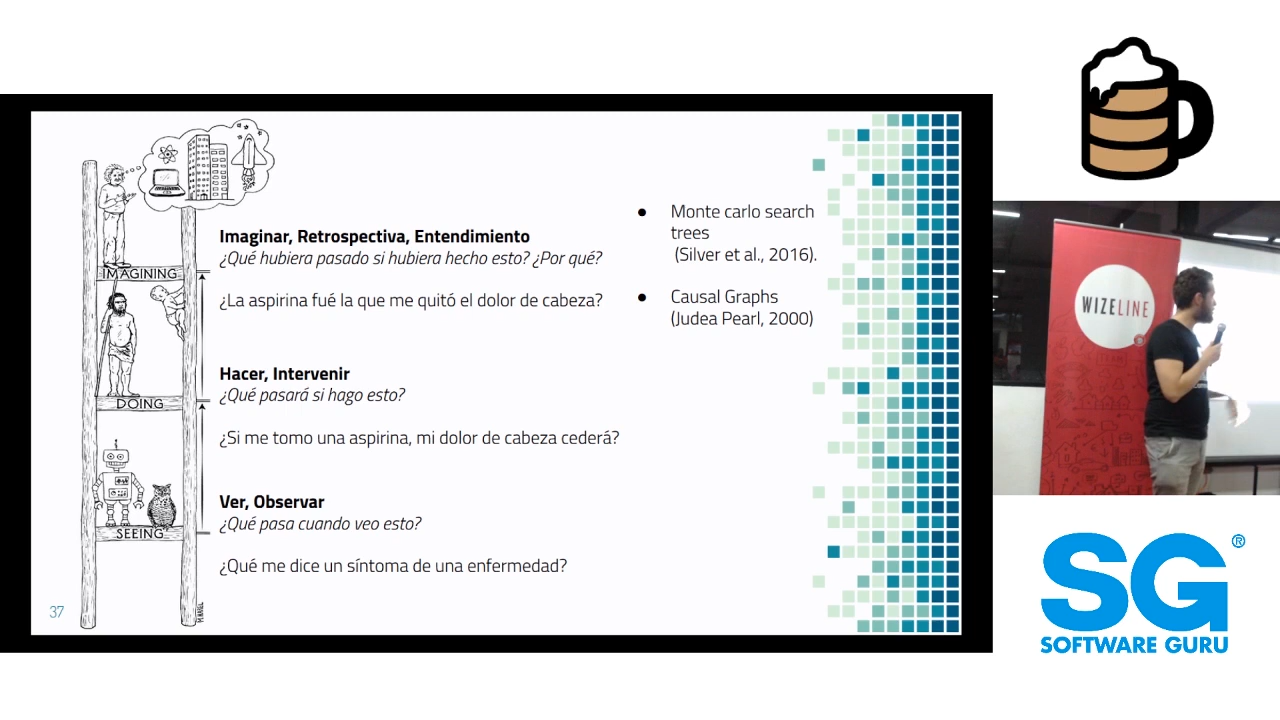 IMAGINING
DOING
SEEING
Imaginar, Retrospectiva, Entendimiento
¿Qué hubiera pasado si hubiera hecho esto? ¿Por qué?
¿La aspirina fué la que me quitó el dolor de cabeza?
Hacer, Intervenir
¿Qué pasará si hago esto?
¿Si me tomo una aspirina, mi dolor de cabeza cederá?
Ver, Observar
¿Qué pasa cuando veo esto?
¿Qué me dice un síntoma de una enfermedad?
● Monte carlo search
trees
(Silver et al., 2016).
● Causal Graphs
(Judea Pearl, 2000)
37
WIZELINE
SG®
SOFTWARE GURU